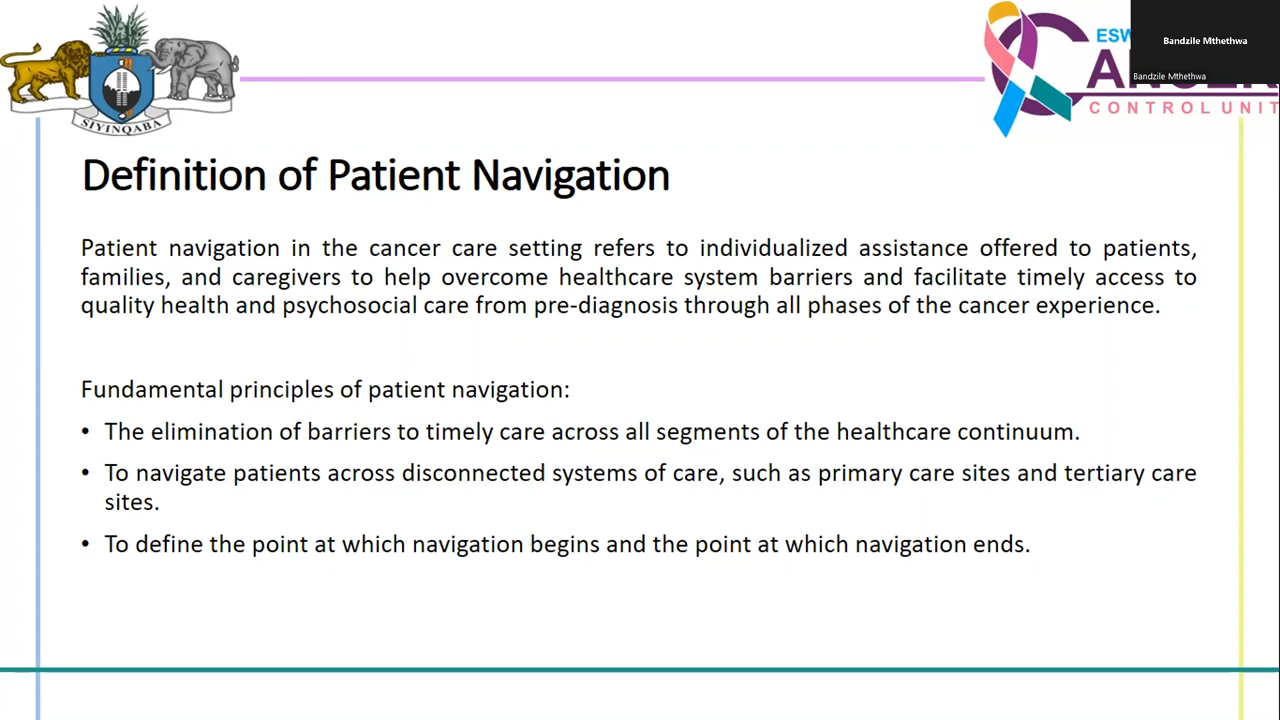 SIYINQABA
ESW
CONTROL UNIT
Bandzile Mthethwa
Bandzile Mthethwa
Definition of Patient Navigation
Patient navigation in the cancer care setting refers to individualized assistance offered to patients,
families, and caregivers to help overcome healthcare system barriers and facilitate timely access to
quality health and psychosocial care from pre-diagnosis through all phases of the cancer experience.
Fundamental principles of patient navigation:
• The elimination of barriers to timely care across all segments of the healthcare continuum.
• To navigate patients across disconnected systems of care, such as primary care sites and tertiary care
sites.
• To define the point at which navigation begins and the point at which navigation ends.